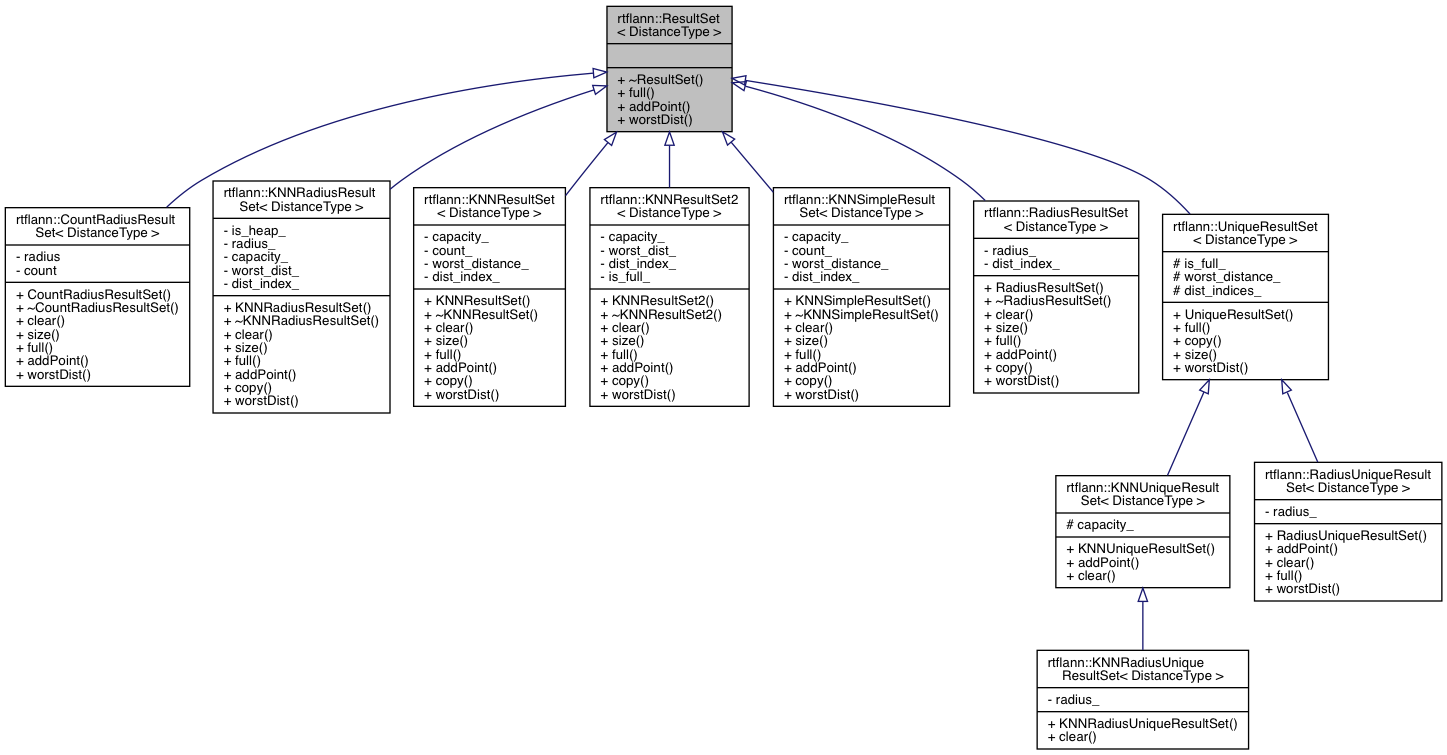 rtflann::ResultSet
< DistanceType >
+ ~ResultSet()
+ full()
+ addPoint()
+ worstDist()
rtflann::CountRadiusResult
Set< DistanceType >
- radius
- count
+ CountRadiusResultSet()
+ ~CountRadiusResultSet()
+ clear()
+ size()
+ full()
+ addPoint()
+ worstDist()
rtflann::KNNRadiusResult
Set< DistanceType >
- is_heap_
- radius_
- capacity_
- worst_dist_
- dist_index_
+ KNNRadiusResultSet()
+ ~KNNRadiusResultSet()
+ clear()
+ size()
+ full()
+ addPoint()
+ copy()
+ worstDist()
rtflann::KNNResultSet
< DistanceType >
- capacity_
- count_
- worst_distance_
- dist_index_
+ KNNResultSet()
+ ~KNNResultSet()
+ clear()
+ size()
+ full()
+ addPoint()
+ copy()
+ worstDist()
rtflann::KNNResultSet2
< DistanceType >
- capacity_
- worst_dist_
- dist_index_
- is_full_
+ KNNResultSet2()
+ ~KNNResultSet2()
+ clear()
+ size()
+ full()
+ addPoint()
+ copy()
+ worstDist()
rtflann::KNNSimpleResult
Set< DistanceType >
- capacity_
- count_
- worst_distance_
- dist_index_
+ KNNSimpleResultSet()
+ ~KNNSimpleResultSet()
+ clear()
+ size()
+ full()
+ addPoint()
+ copy()
+ worstDist()
rtflann::RadiusResultSet
< DistanceType >
- radius_
- dist_index_
+ RadiusResultSet()
+ ~RadiusResultSet()
+ clear()
+ size()
+ full()
+ addPoint()
+ copy()
+ worstDist()
rtflann::UniqueResultSet
< DistanceType >
# is_full_
# worst_distance_
# dist_indices_
+ UniqueResultSet()
+ full()
+ copy()
+ size()
+ worstDist()
rtflann::KNNUniqueResult
Set< DistanceType >
# capacity_
+ KNNUniqueResultSet()
+ addPoint()
+ clear()
rtflann::RadiusUniqueResult
Set< DistanceType >
- radius_
+ RadiusUniqueResultSet()
+ addPoint()
+ clear()
+ full()
+ worstDist()
rtflann::KNNRadiusUnique
ResultSet< DistanceType >
- radius_
+ KNNRadiusUniqueResultSet()
+ clear()